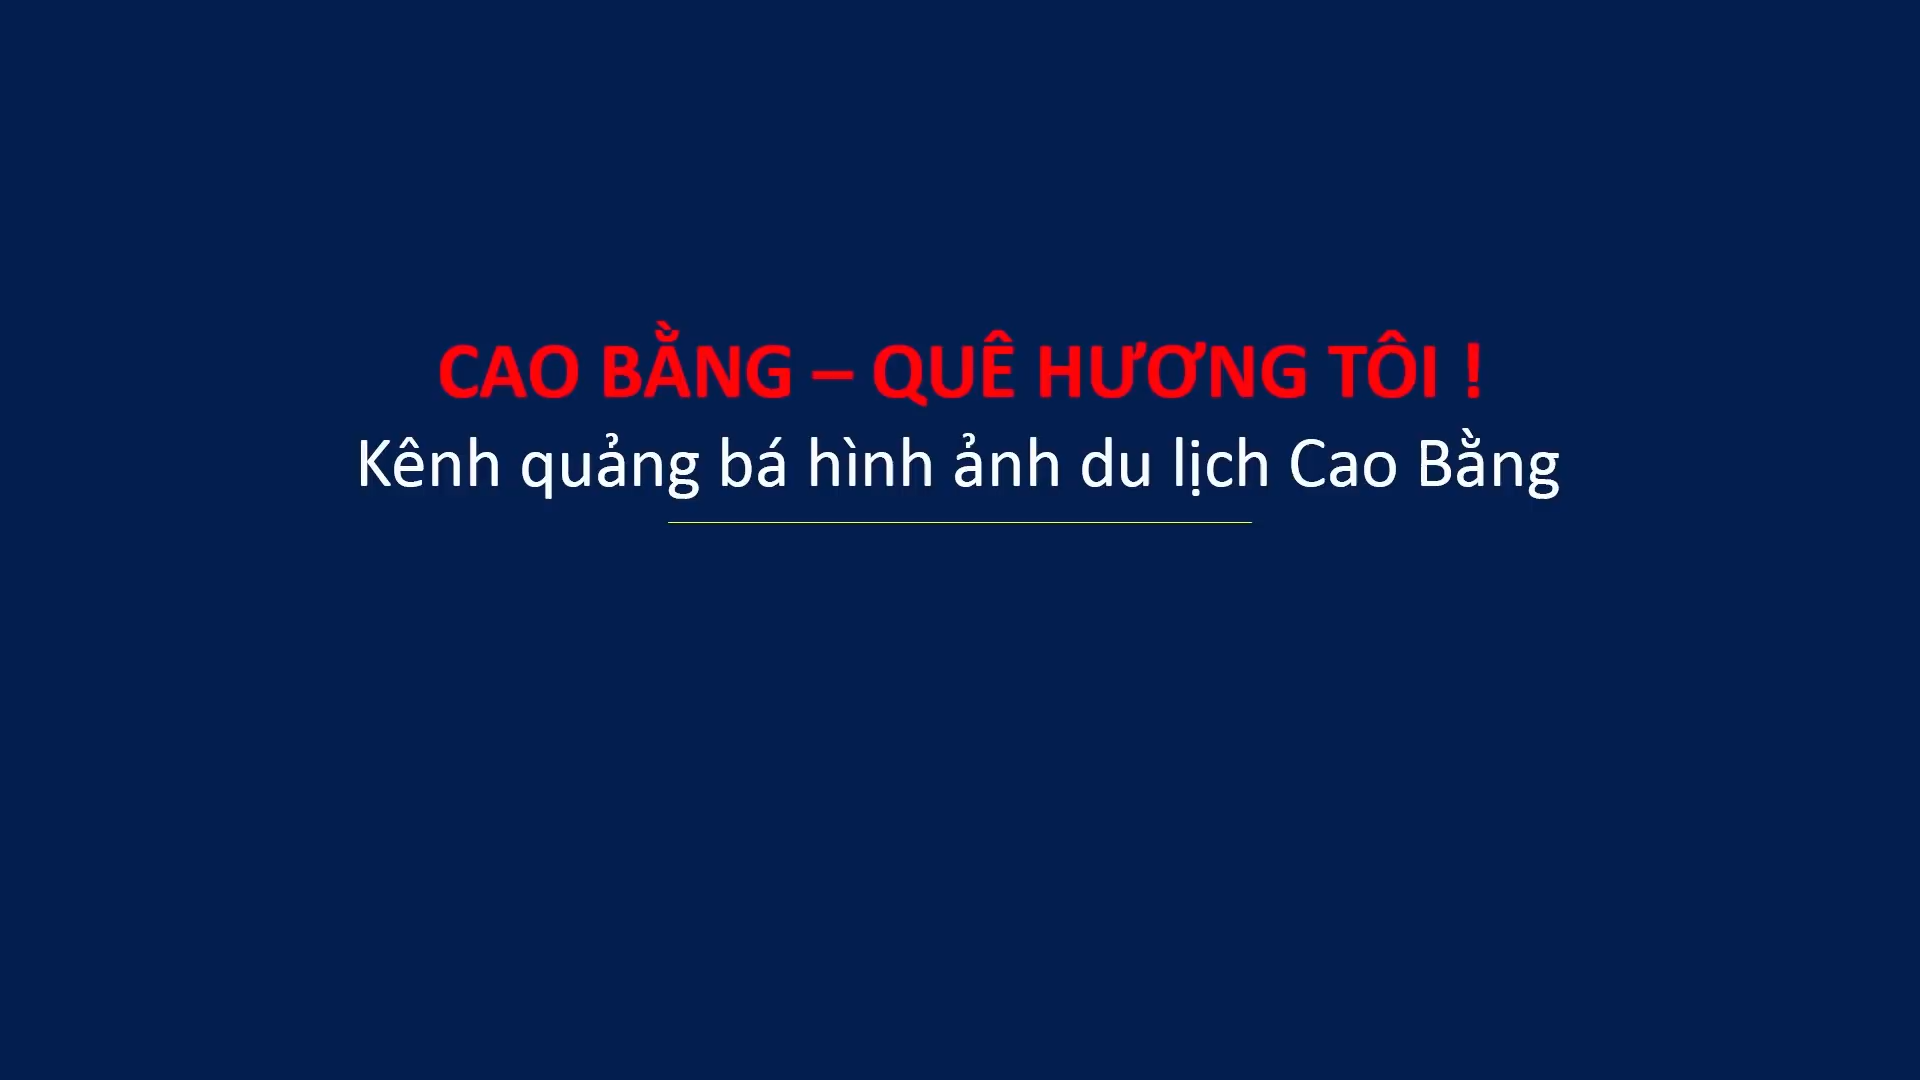 CAO BẰNG – QUÊ HƯƠNG TÔI !
Kênh quảng bá hình ảnh du lịch Cao Bằng